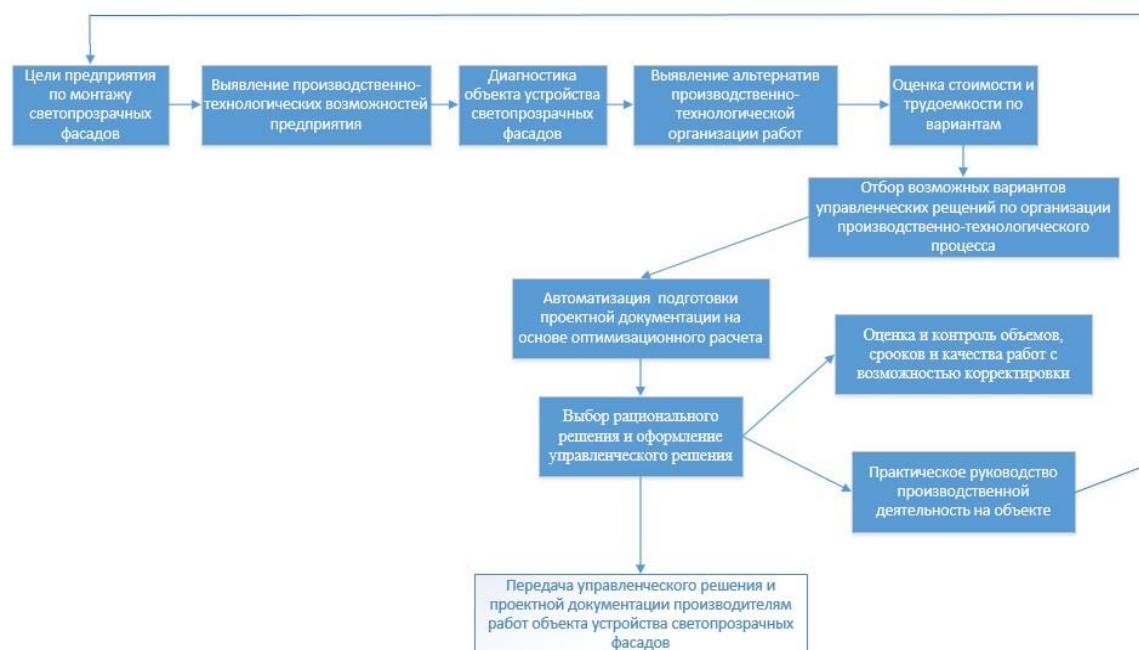 Цели предприятия
по монтажу
светопрозрачных
фасадов
Выявление производственно-
технологических возможностей
предприятия
Диагностика
объекта устройства
светопрозрачных
фасадов
Выявление альтернатив
производственно-
технологической
организации работ
Оценка стоимости и
трудоемкости по
вариантам
Отбор возможных вариантов
управленческих рещений по организации
производственно-технологического
процесса
Автоматизация подготовки
проектной документации на
основе оптимизационного расчета
Оценка и контроль объемов,
срооков и качества работ с
возможностью корректировки
Выбор рационального
решения и оформление
управленческого решения
Практическое руководство
производственной
деятельность на объекте
Передача управленческого решения и
проектной документации производителям
работ объекта устройства светопрозрачных
фасадов